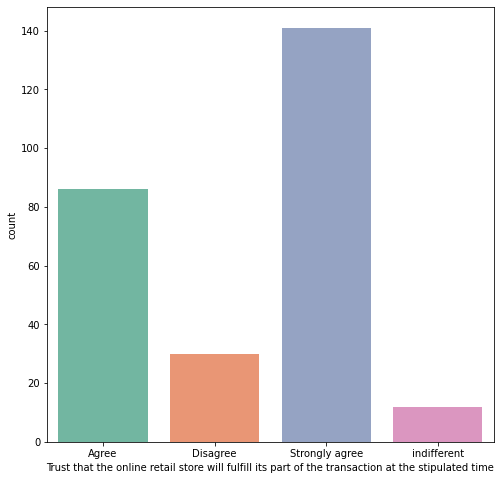 140
120
100
80
60
40
20
0
count
Agree Disagree Strongly agree indifferent
Trust that the online retail store will fulfill its part of the transaction at the stipulated time